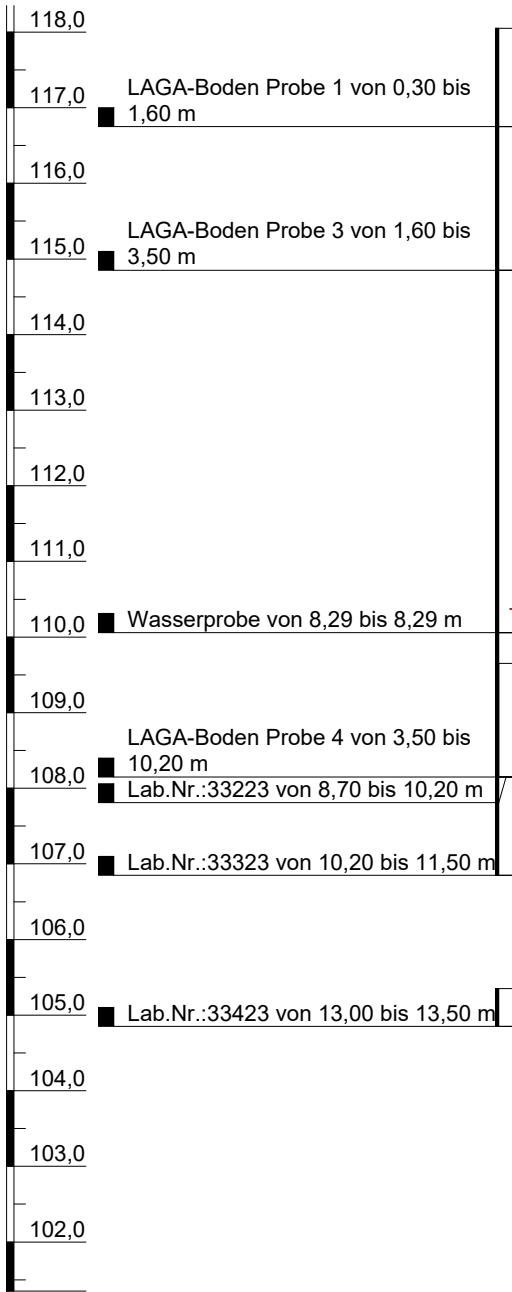 118,0
LAGA-Boden Probe 1 von 0,30 bis
117,0
1,60 m
116,0
LAGA-Boden Probe 3 von 1,60 bis
115,0
3,50 m
114,0
113,0
112,0
111,0
110,0
Wasserprobe von 8,29 bis 8,29 m
109,0
LAGA-Boden Probe 4 von 3,50 bis
10,20 m
108,0
Lab.Nr.:33223 von 8,70 bis 10,20 m
107,0
Lab.Nr.:33323 von 10,20 bis 11,50 m
106,0
105,0
Lab.Nr.:33423 von 13,00 bis 13,50 m
104,0
103,0
102,0